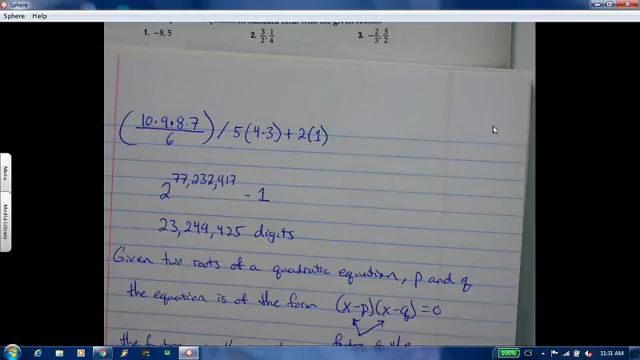 Sphere
Sphere Help
1. −8, 5 2. 3/2, 1/4 3. −2/3, 5/2
(10·9·8·7 / 6) / 5(4·3) + 2(1)
2^77,232,917 - 1
23,249,425 digits
Given two roots of a quadratic equation, p and q
the equation is of the form (x-p)(x-q)=0
Menu
Media Library
100%
11:31 AM